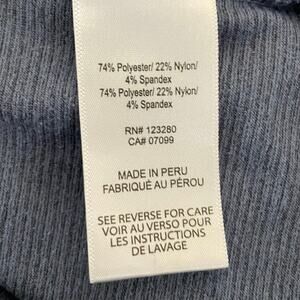 74% Polyester/ 22% Nylon/
4% Spandex
74% Polyester/ 22% Nylon/
4% Spandex
RN# 123280
CA# 07099
MADE IN PERU
FABRIQUÉ AU PÉROU
SEE REVERSE FOR CARE
VOIR AU VERSO POUR
LES INSTRUCTIONS
DE LAVAGE